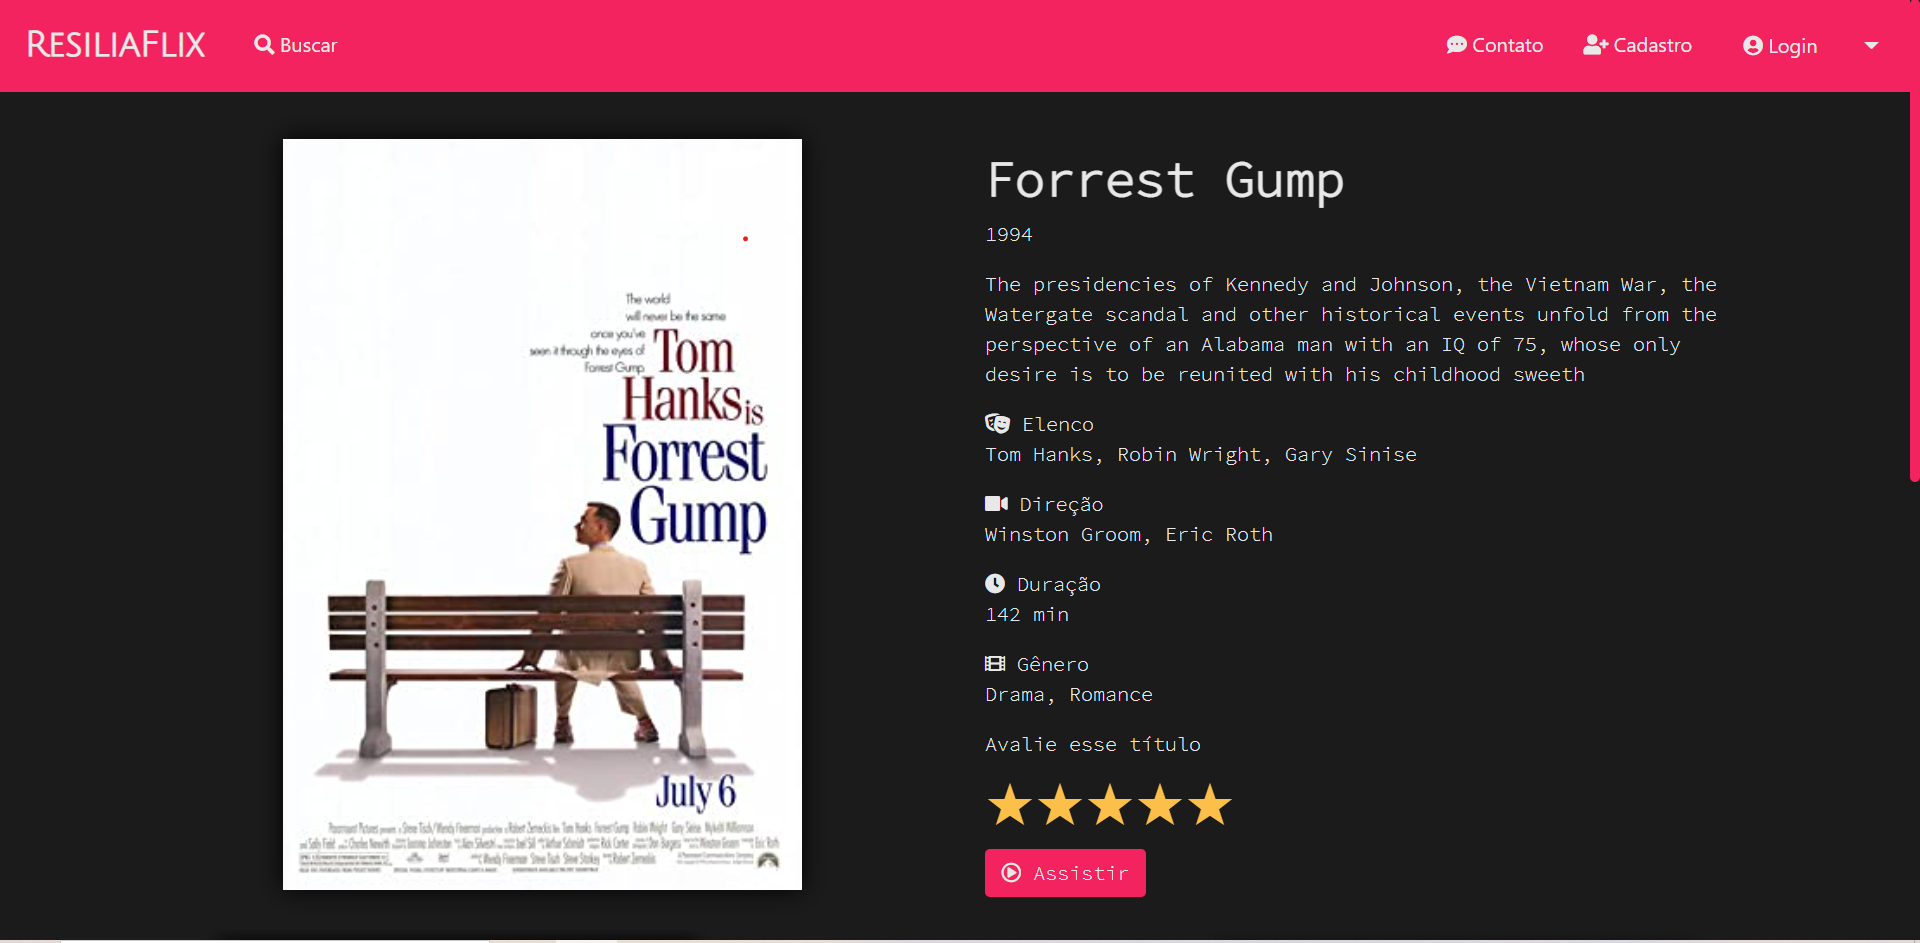 ResiliaFlix
Buscar
Contato
Cadastro
Login
The world
will never be the same
once you've
seen it through the eyes of
Forrest Gump.
Tom
Hanks is
Forrest
Gump
July 6
Forrest Gump
1994
The presidencies of Kennedy and Johnson, the Vietnam War, the
Watergate scandal and other historical events unfold from the
perspective of an Alabama man with an IQ of 75, whose only
desire is to be reunited with his childhood sweeth
Elenco
Tom Hanks, Robin Wright, Gary Sinise
Direção
Winston Groom, Eric Roth
Duração
142 min
Gênero
Drama, Romance
Avalie esse título
Assistir